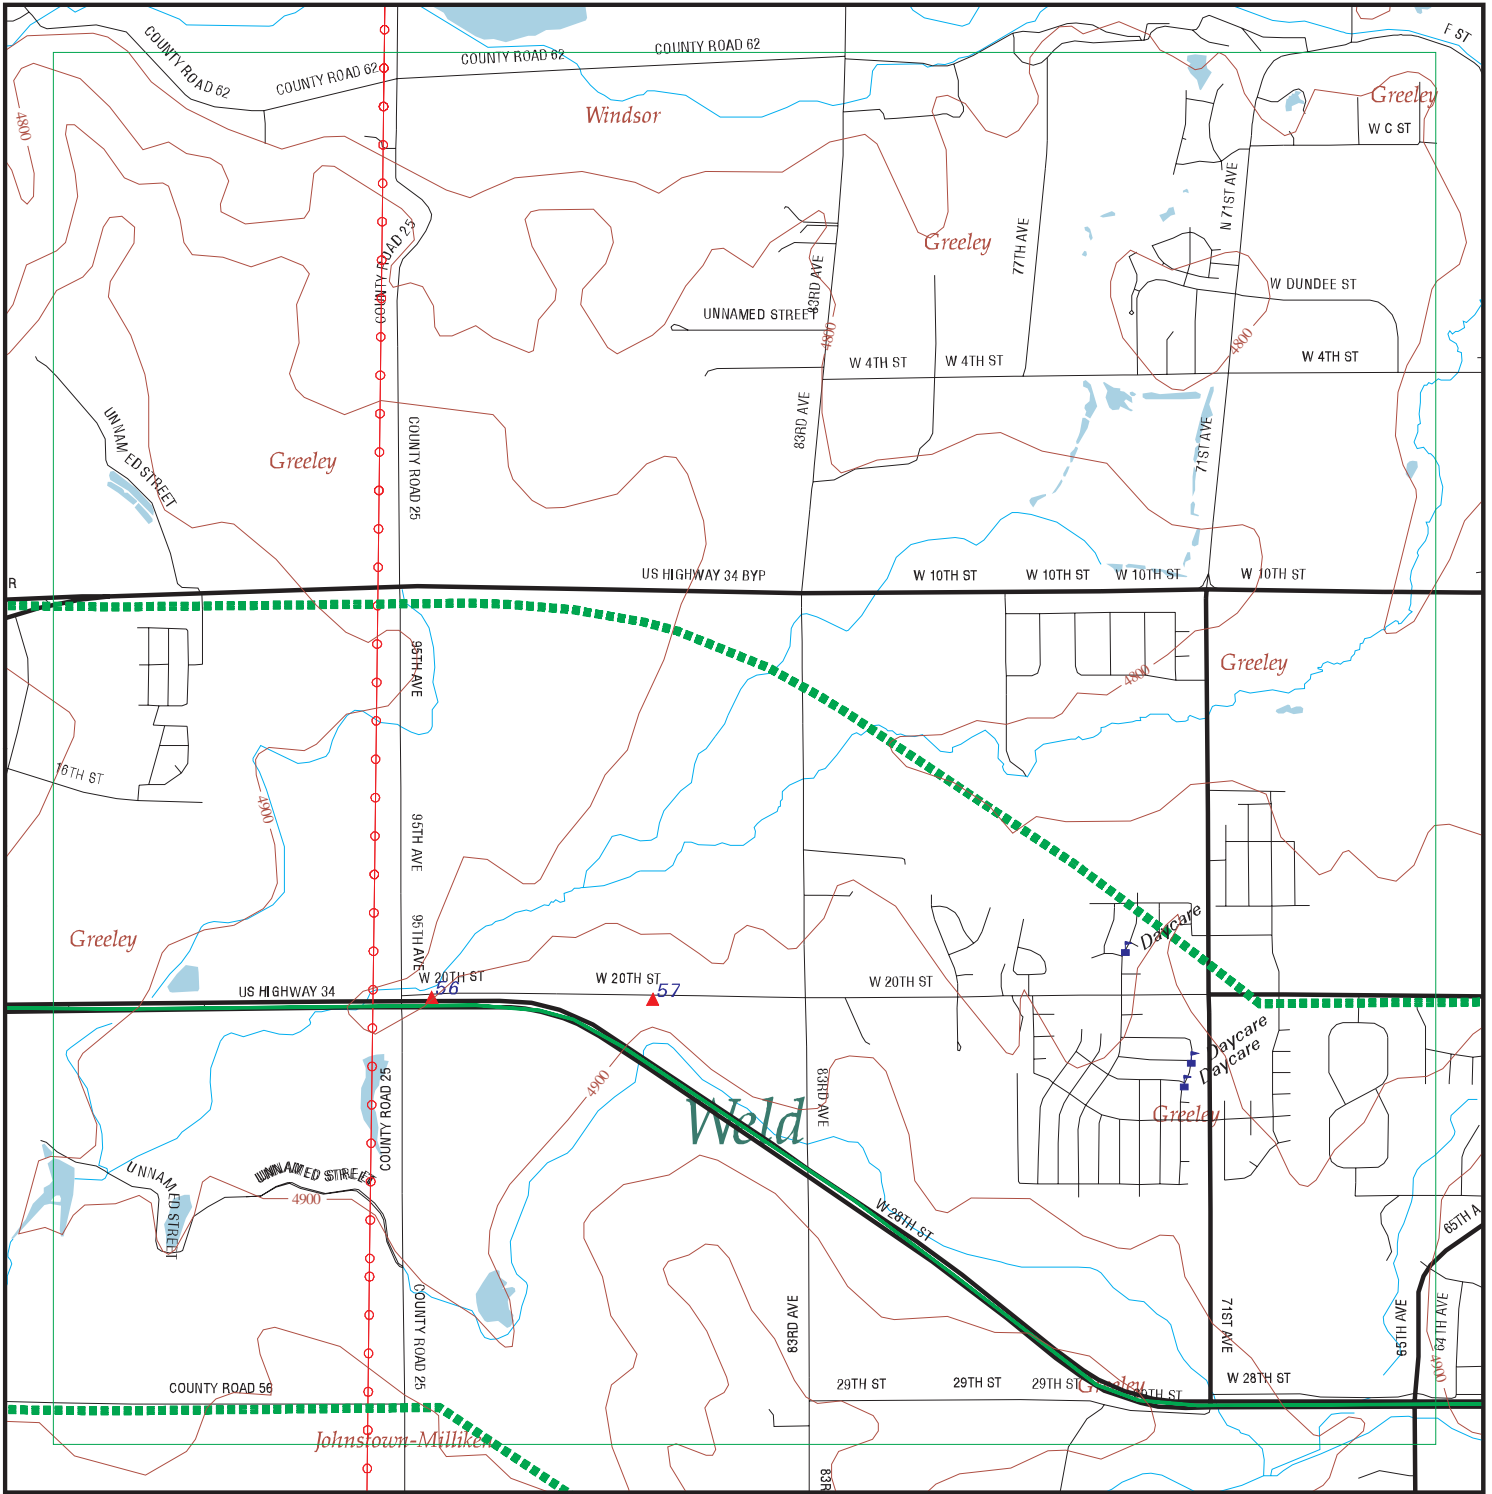 COUNTY ROAD 62
COUNTY ROAD 62
COUNTY ROAD 62
COUNTY ROAD 62
F ST
4800
Windsor
Greeley
W C ST
N 71ST AVE
COUNTY ROAD 25
Greeley
77TH AVE
83RD AVE
UNNAMED STREET
W DUNDEE ST
4800
4800
W 4TH ST
W 4TH ST
W 4TH ST
UNNAMED STREET
Greeley
COUNTY ROAD 25
83RD AVE
71ST AVE
R
US HIGHWAY 34 BYP
W 10TH ST
W 10TH ST
W 10TH ST
W 10TH ST
95TH AVE
4800
Greeley
16TH ST
4900
95TH AVE
Greeley
95TH AVE
Daycare
US HIGHWAY 34
W 20TH ST
56
W 20TH ST
57
W 20TH ST
Daycare
Daycare
4900
COUNTY ROAD 25
Weld
83RD AVE
Greeley
UNNAMED STREET
UNNAMED STREET
4900
W 28TH ST
65TH A
COUNTY ROAD 25
83RD AVE
71ST AVE
65TH AVE
64TH AVE
4900
COUNTY ROAD 56
29TH ST
29TH ST
29TH ST
Greeley
29TH ST
W 28TH ST
Johnstown-Milliken
83R